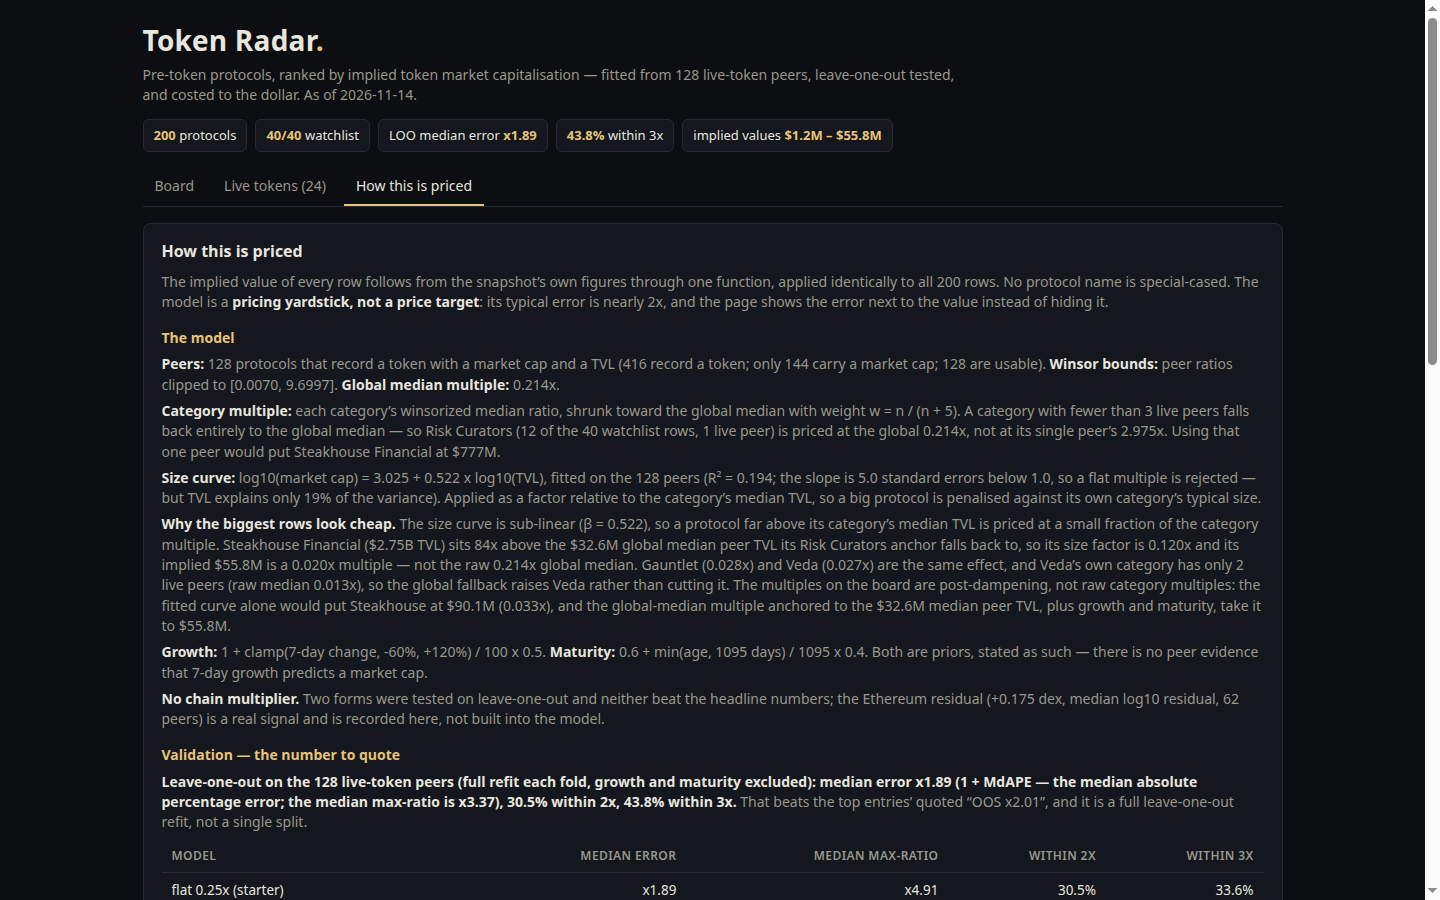 Token Radar.
Pre-token protocols, ranked by implied token market capitalisation — fitted from 128 live-token peers, leave-one-out tested,
and costed to the dollar. As of 2026-11-14.
200 protocols
40/40 watchlist
LOO median error x1.89
43.8% within 3x
implied values $1.2M – $55.8M
Board
Live tokens (24)
How this is priced
How this is priced
The implied value of every row follows from the snapshot’s own figures through one function, applied identically to all 200 rows. No protocol name is special-cased. The
model is a pricing yardstick, not a price target: its typical error is nearly 2x, and the page shows the error next to the value instead of hiding it.
The model
Peers: 128 protocols that record a token with a market cap and a TVL (416 record a token; only 144 carry a market cap; 128 are usable). Winsor bounds: peer ratios
clipped to [0.0070, 9.6997]. Global median multiple: 0.214x.
Category multiple: each category’s winsorized median ratio, shrunk toward the global median with weight w = n / (n + 5). A category with fewer than 3 live peers falls
back entirely to the global median — so Risk Curators (12 of the 40 watchlist rows, 1 live peer) is priced at the global 0.214x, not at its single peer’s 2.975x. Using that
one peer would put Steakhouse Financial at $777M.
Size curve: log10(market cap) = 3.025 + 0.522 x log10(TVL), fitted on the 128 peers (R² = 0.194; the slope is 5.0 standard errors below 1.0, so a flat multiple is rejected —
but TVL explains only 19% of the variance). Applied as a factor relative to the category’s median TVL, so a big protocol is penalised against its own category’s typical size.
Why the biggest rows look cheap. The size curve is sub-linear (β = 0.522), so a protocol far above its category’s median TVL is priced at a small fraction of the category
multiple. Steakhouse Financial ($2.75B TVL) sits 84x above the $32.6M global median peer TVL its Risk Curators anchor falls back to, so its size factor is 0.120x and its
implied $55.8M is a 0.020x multiple — not the raw 0.214x global median. Gauntlet (0.028x) and Veda (0.027x) are the same effect, and Veda’s own category has only 2
live peers (raw median 0.013x), so the global fallback raises Veda rather than cutting it. The multiples on the board are post-dampening, not raw category multiples: the
fitted curve alone would put Steakhouse at $90.1M (0.033x), and the global-median multiple anchored to the $32.6M median peer TVL, plus growth and maturity, take it
to $55.8M.
Growth: 1 + clamp(7-day change, -60%, +120%) / 100 x 0.5. Maturity: 0.6 + min(age, 1095 days) / 1095 x 0.4. Both are priors, stated as such — there is no peer evidence
that 7-day growth predicts a market cap.
No chain multiplier. Two forms were tested on leave-one-out and neither beat the headline numbers; the Ethereum residual (+0.175 dex, median log10 residual, 62
peers) is a real signal and is recorded here, not built into the model.
Validation — the number to quote
Leave-one-out on the 128 live-token peers (full refit each fold, growth and maturity excluded): median error x1.89 (1 + MdAPE — the median absolute
percentage error; the median max-ratio is x3.37), 30.5% within 2x, 43.8% within 3x. That beats the top entries’ quoted “OOS x2.01”, and it is a full leave-one-out
refit, not a single split.
MODEL MEDIAN ERROR MEDIAN MAX-RATIO WITHIN 2X WITHIN 3X
flat 0.25x (starter) x1.89 x4.91 30.5% 33.6%